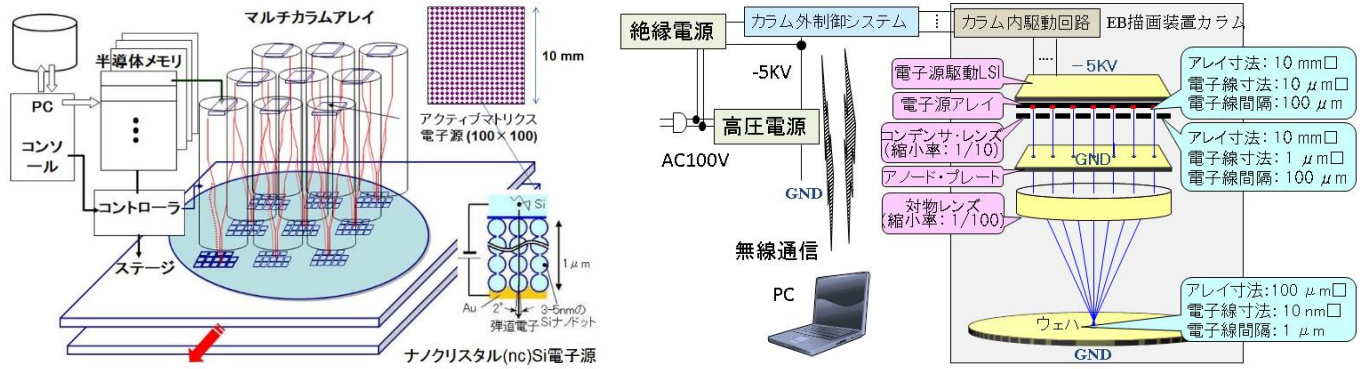 マルチカラムアレイ
半導体メモリ
PC
コンソール
コントローラ
ステージ
10 mm
アクティブマトリクス
電子源 (100×100)
Si
1μm
Au
2°
3-5nmの
Siナノドット
弾道電子
ナノクリスタル(nc)Si電子源
絶縁電源
カラム外制御システム
カラム内駆動回路
EB描画装置カラム
-5KV
高圧電源
AC100V
GND
無線通信
PC
-5KV
電子源駆動LSI
電子源アレイ
コンデンサ・レンズ
(縮小率：1/10)
GND
アノード・プレート
対物レンズ
(縮小率：1/100)
アレイ寸法：10 mm□
電子線寸法：10 μm□
電子線間隔：100 μm
アレイ寸法：10 mm□
電子線寸法：1 μm□
電子線間隔：100 μm
アレイ寸法：100 μm□
電子線寸法：10 nm□
電子線間隔：1 μm
ウェハ
GND